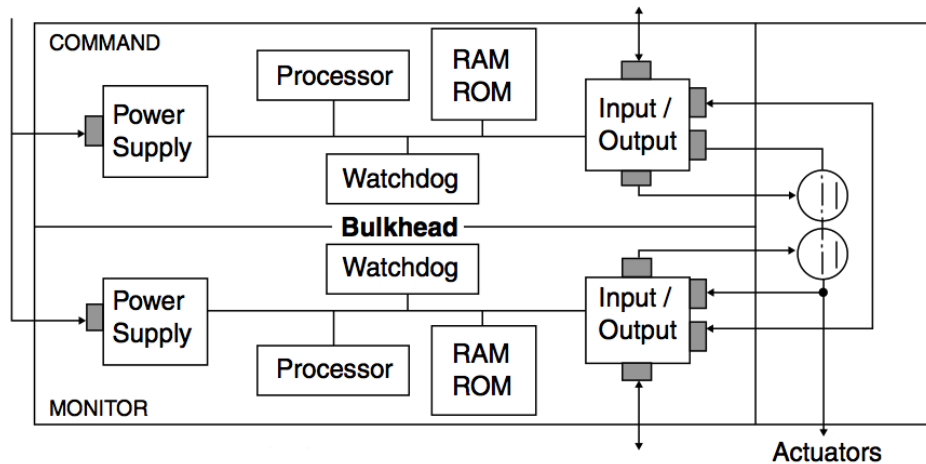 COMMAND
Power
Supply
Processor
RAM
ROM
Input /
Output
Watchdog
Bulkhead
Watchdog
Power
Supply
Processor
RAM
ROM
Input /
Output
MONITOR
Actuators